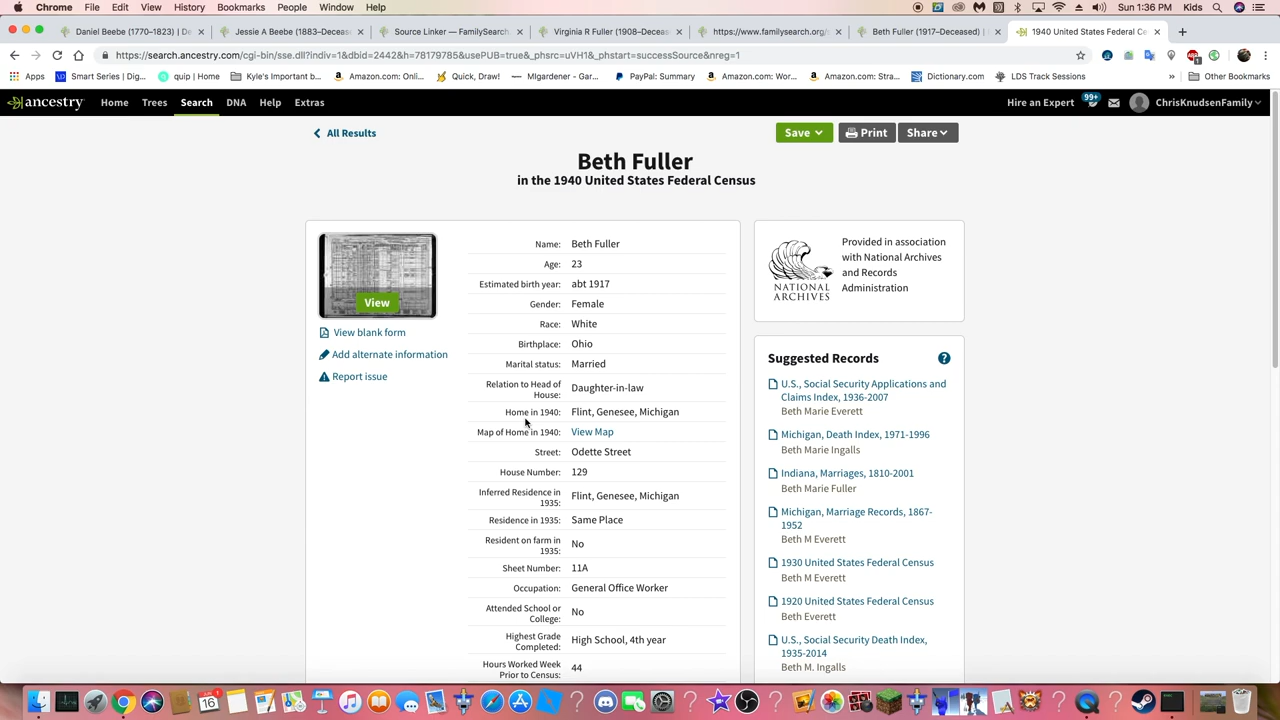 Chrome File Edit View History Bookmarks People Window Help Sun 1:36 PM Kids
Daniel Beebe (1770–1823) | De Jessie A Beebe (1883–Deceas Source Linker — FamilySearch Virginia R Fuller (1908–Decea https://www.familysearch.org/ Beth Fuller (1917–Deceased) | 1940 United States Federal Ce
https://search.ancestry.com/cgi-bin/sse.dll?indiv=1&dbid=2442&h=78179785&usePUB=true&_phsrc=uVH1&_phstart=successSource&nreg=1
Apps Smart Series | Dig... quip | Home Kyle's Important b... Amazon.com: Onli... Quick, Draw! MIgardener - Gar... PayPal: Summary Amazon.com: Wor... Amazon.com: Stra... Dictionary.com LDS Track Sessions » Other Bookmarks
ancestry Home Trees Search DNA Help Extras Hire an Expert 99+ ChrisKnudsenFamily
All Results Save Print Share
Beth Fuller
in the 1940 United States Federal Census
View
View blank form
Add alternate information
Report issue
Name: Beth Fuller
Age: 23
Estimated birth year: abt 1917
Gender: Female
Race: White
Birthplace: Ohio
Marital status: Married
Relation to Head of House: Daughter-in-law
Home in 1940: Flint, Genesee, Michigan
Map of Home in 1940: View Map
Street: Odette Street
House Number: 129
Inferred Residence in 1935: Flint, Genesee, Michigan
Residence in 1935: Same Place
Resident on farm in 1935: No
Sheet Number: 11A
Occupation: General Office Worker
Attended School or College: No
Highest Grade Completed: High School, 4th year
Hours Worked Week Prior to Census: 44
NATIONAL
ARCHIVES
Provided in association
with National Archives
and Records
Administration
Suggested Records ?
U.S., Social Security Applications and
Claims Index, 1936-2007
Beth Marie Everett
Michigan, Death Index, 1971-1996
Beth Marie Ingalls
Indiana, Marriages, 1810-2001
Beth Marie Fuller
Michigan, Marriage Records, 1867-
1952
Beth M Everett
1930 United States Federal Census
Beth M Everett
1920 United States Federal Census
Beth Everett
U.S., Social Security Death Index,
1935-2014
Beth M. Ingalls
16